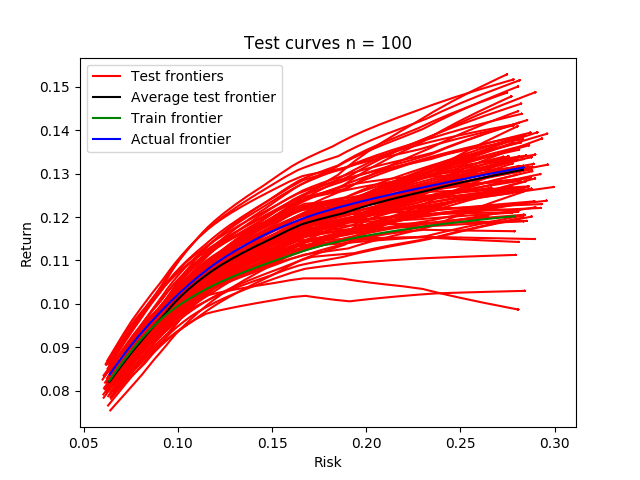 Test curves n = 100
Test frontiers
Average test frontier
Train frontier
Actual frontier
Return
0.15
0.14
0.13
0.12
0.11
0.10
0.09
0.08
0.05 0.10 0.15 0.20 0.25 0.30
Risk